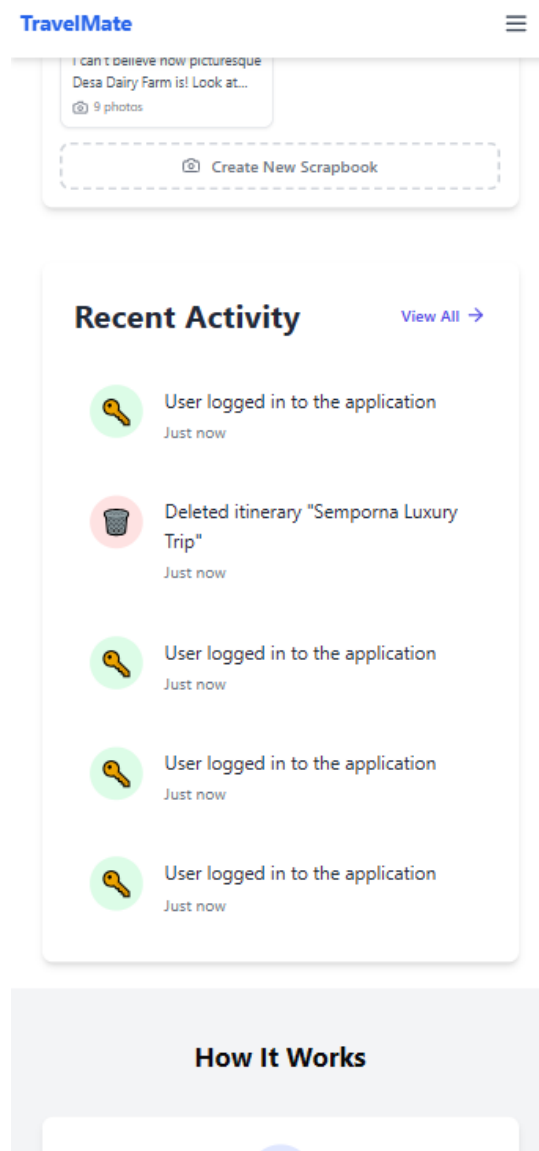 TravelMate
I can't believe how picturesque
Desa Dairy Farm is! Look at...
9 photos
Create New Scrapbook
Recent Activity
View All →
User logged in to the application
Just now
Deleted itinerary "Semporna Luxury
Trip"
Just now
User logged in to the application
Just now
User logged in to the application
Just now
User logged in to the application
Just now
How It Works